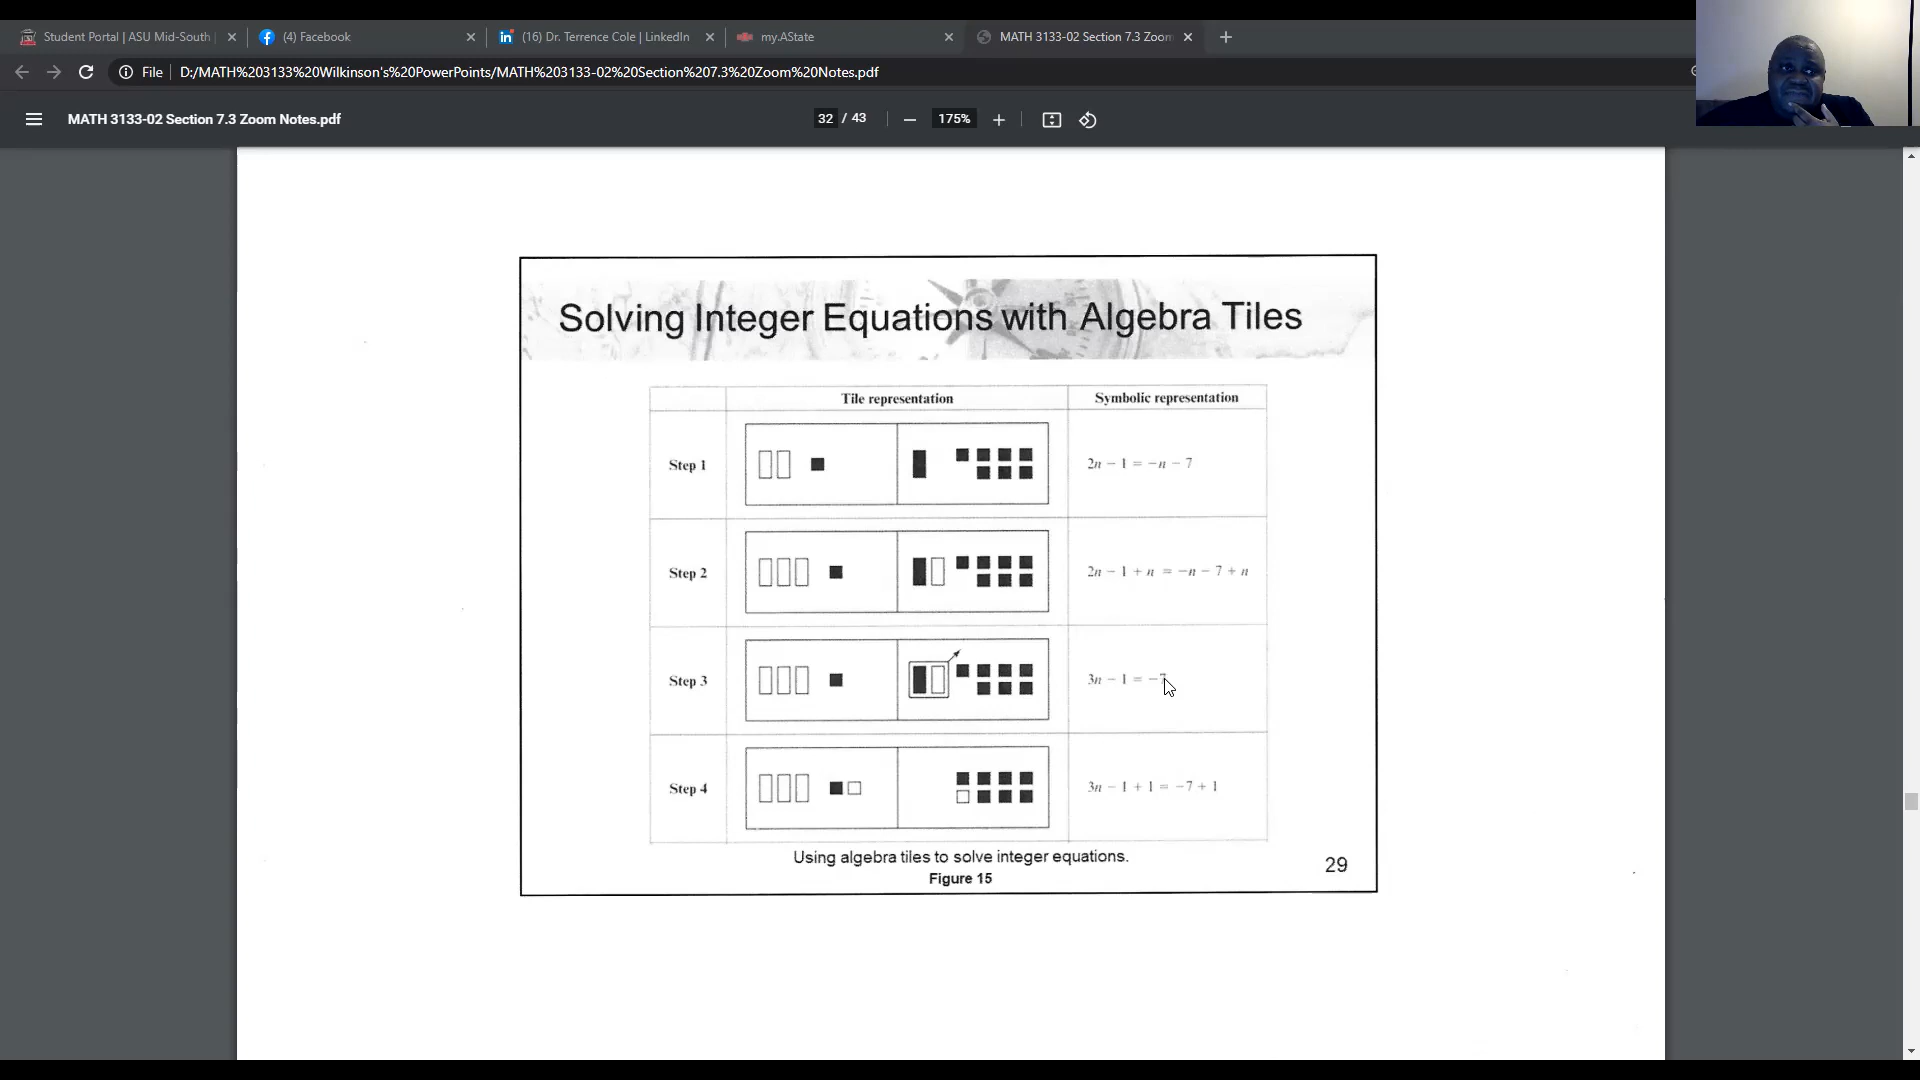 Student Portal | ASU Mid-South |
(4) Facebook
(16) Dr. Terrence Cole | LinkedIn
my.AState
MATH 3133-02 Section 7.3 Zoom
File
D:/MATH%203133%20Wilkinson's%20PowerPoints/MATH%203133-02%20Section%207.3%20Zoom%20Notes.pdf
MATH 3133-02 Section 7.3 Zoom Notes.pdf
32 / 43
175%
Solving Integer Equations with Algebra Tiles
Tile representation
Symbolic representation
Step 1
2n − 1 = −n − 7
Step 2
2n − 1 + n = −n − 7 + n
Step 3
3n − 1 = −7
Step 4
3n − 1 + 1 = −7 + 1
Using algebra tiles to solve integer equations.
Figure 15
29